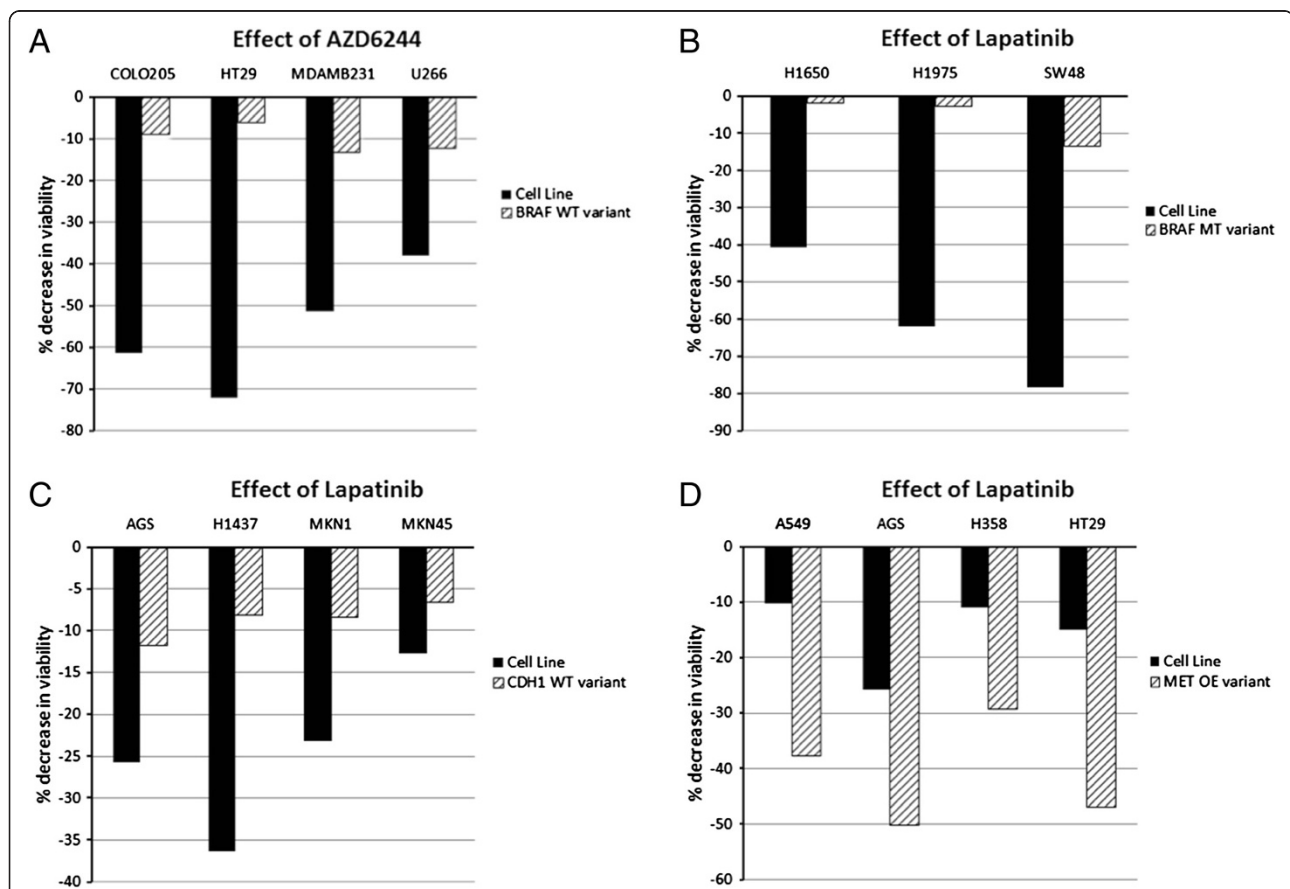 A
Effect of AZD6244
COLO205 HT29 MDAMB231 U266
0
-10
-20
-30
-40
-50
-60
-70
-80
% decrease in viability
Cell Line
BRAF WT variant
B
Effect of Lapatinib
H1650 H1975 SW48
0
-10
-20
-30
-40
-50
-60
-70
-80
-90
% decrease in viability
Cell Line
BRAF MT variant
C
Effect of Lapatinib
AGS H1437 MKN1 MKN45
0
-5
-10
-15
-20
-25
-30
-35
-40
% decrease in viability
Cell Line
CDH1 WT variant
D
Effect of Lapatinib
A549 AGS H358 HT29
0
-10
-20
-30
-40
-50
-60
% decrease in viability
Cell Line
MET OE variant